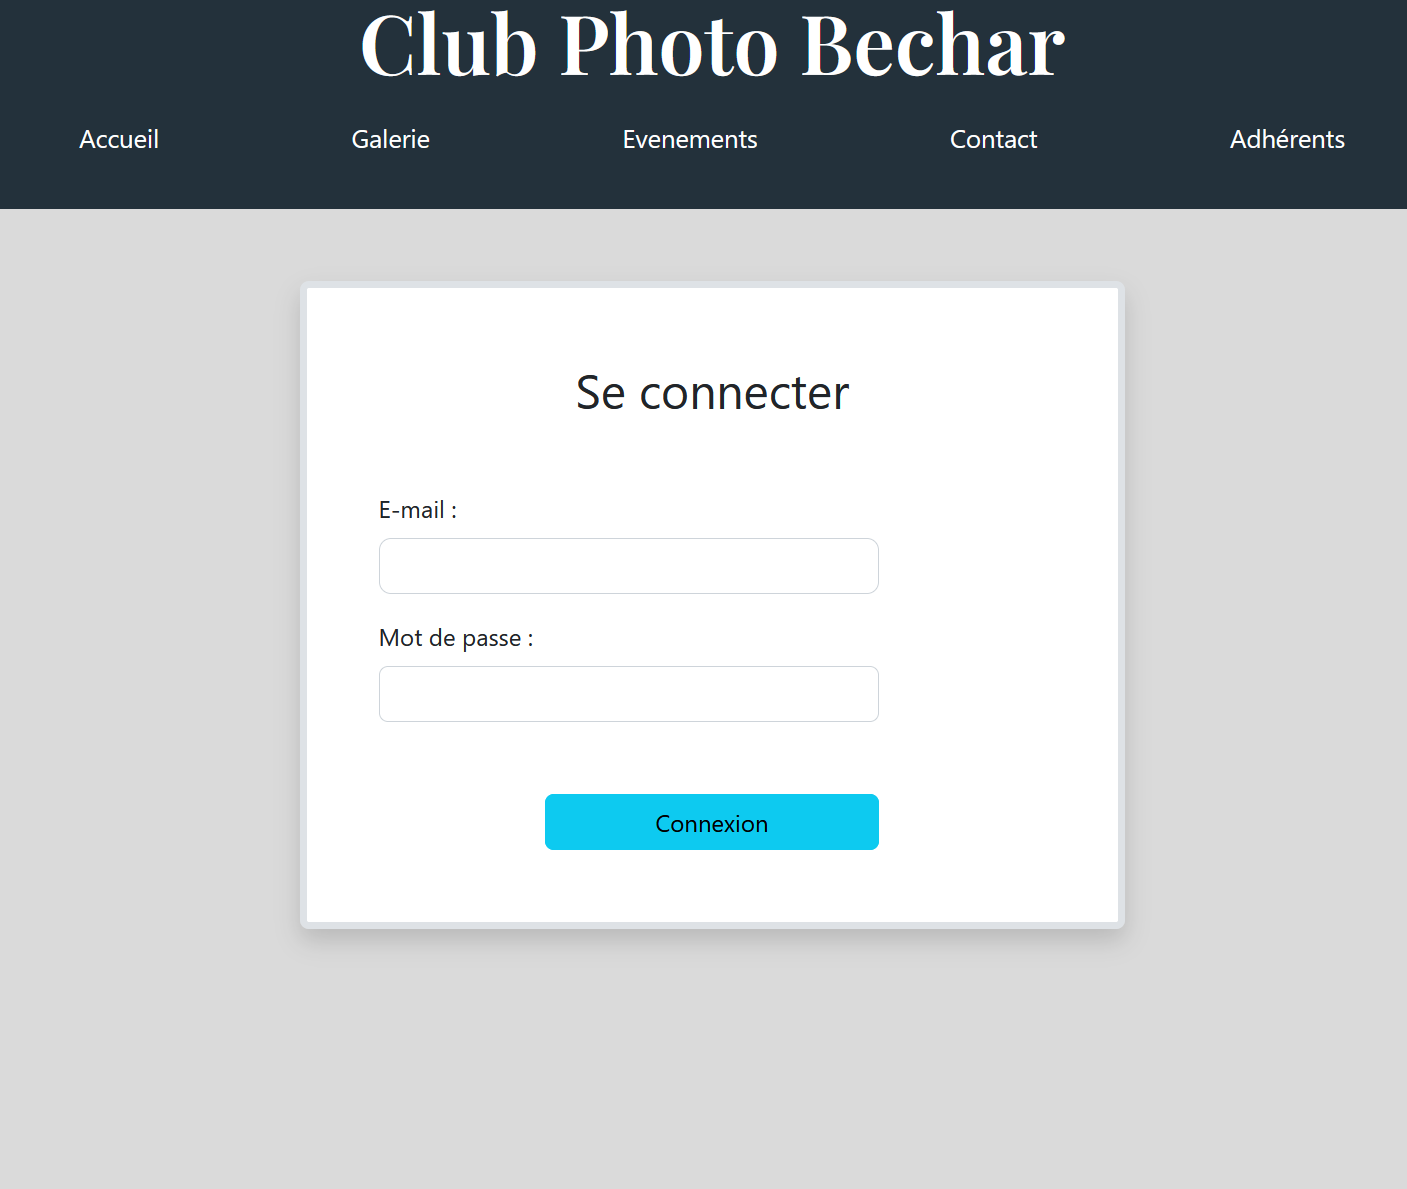 Club Photo Bechar
Accueil Galerie Evenements Contact Adhérents
Se connecter
E-mail :
Mot de passe :
Connexion